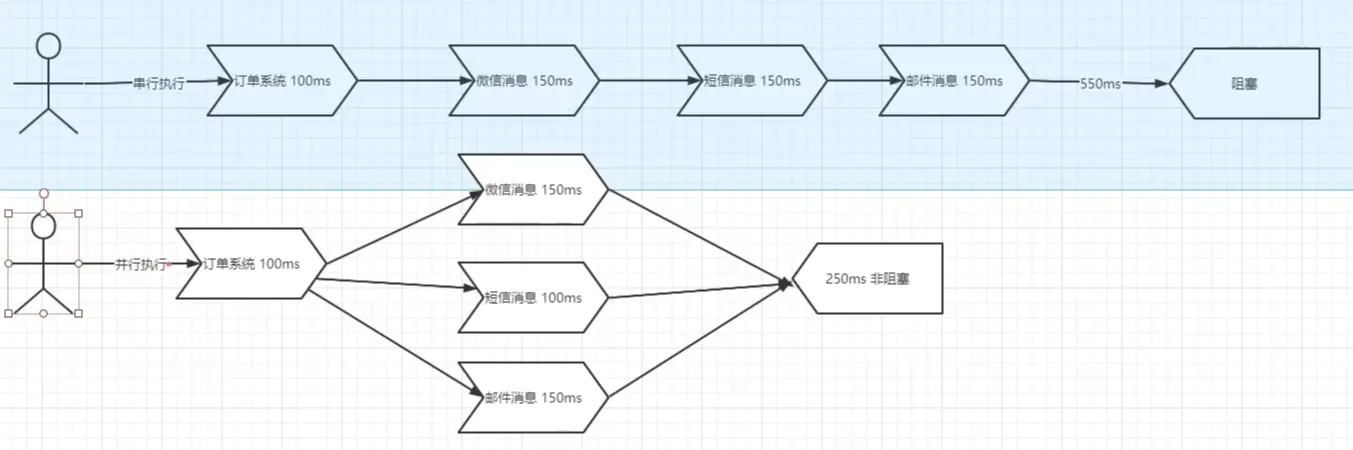 串行执行
订单系统 100ms
微信消息 150ms
短信消息 150ms
邮件消息 150ms
550ms
阻塞
并行执行
订单系统 100ms
微信消息 150ms
短信消息 100ms
邮件消息 150ms
250ms 非阻塞